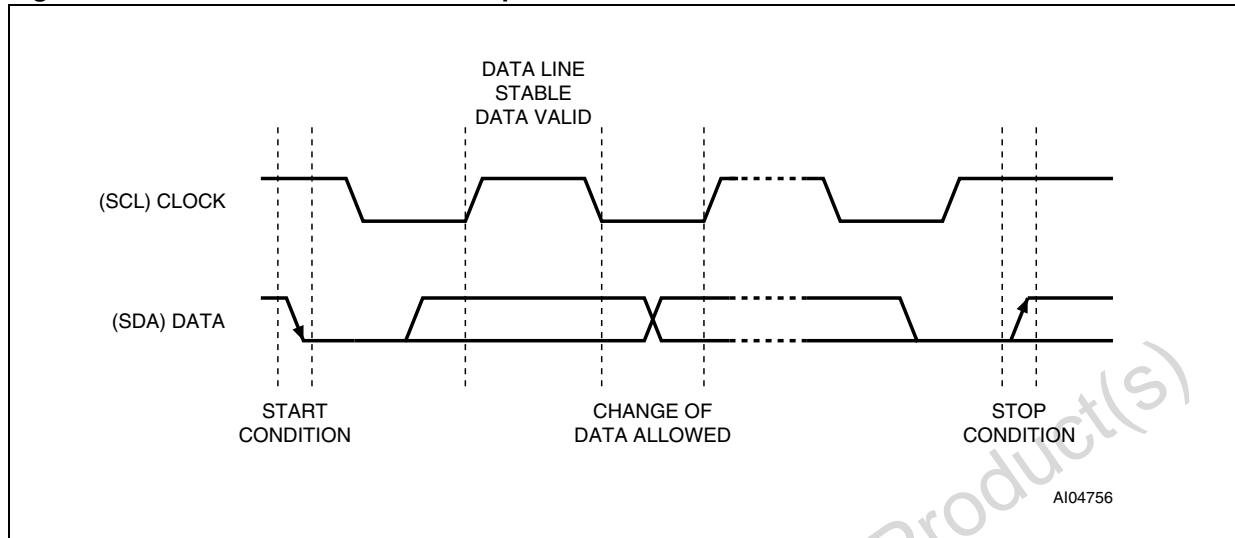 DATA LINE
STABLE
DATA VALID
(SCL) CLOCK
(SDA) DATA
START
CONDITION
CHANGE OF
DATA ALLOWED
STOP
CONDITION
AI04756
Product(s)